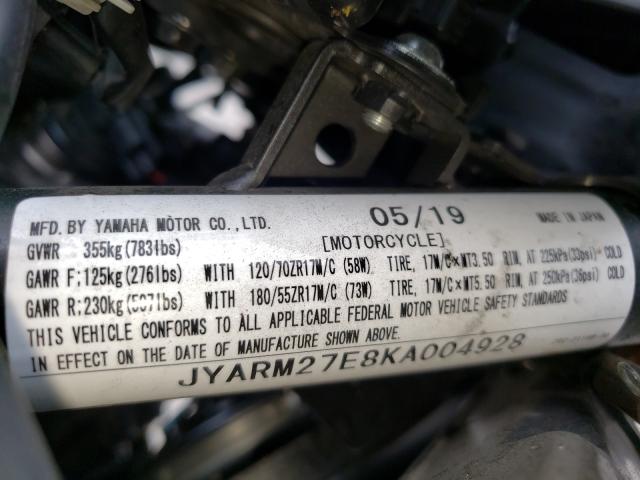 MFD. BY YAMAHA MOTOR CO., LTD. 05/19 MADE IN JAPAN
GVWR 355kg(783lbs) [MOTORCYCLE]
GAWR F:125kg(276lbs) WITH 120/70ZR17M/C (58W) TIRE, 17M/C×MT3.50 RIM, AT 225kPa(33psi) COLD
GAWR R:230kg(507lbs) WITH 180/55ZR17M/C (73W) TIRE, 17M/C×MT5.50 RIM, AT 250kPa(36psi) COLD
THIS VEHICLE CONFORMS TO ALL APPLICABLE FEDERAL MOTOR VEHICLE SAFETY STANDARDS
IN EFFECT ON THE DATE OF MANUFACTURE SHOWN ABOVE.
JYARM27E8KA004928